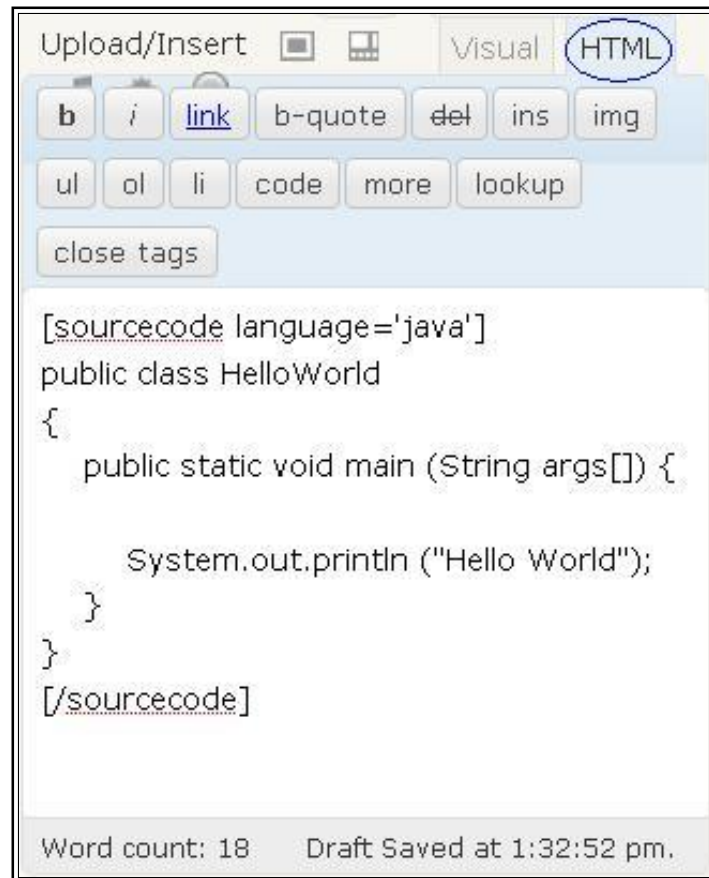 Upload/Insert Visual HTML
b i link b-quote del ins img
ul ol li code more lookup
close tags
[sourcecode language='java']
public class HelloWorld
{
public static void main (String args[]) {
System.out.println ("Hello World");
}
}
[/sourcecode]
Word count: 18 Draft Saved at 1:32:52 pm.